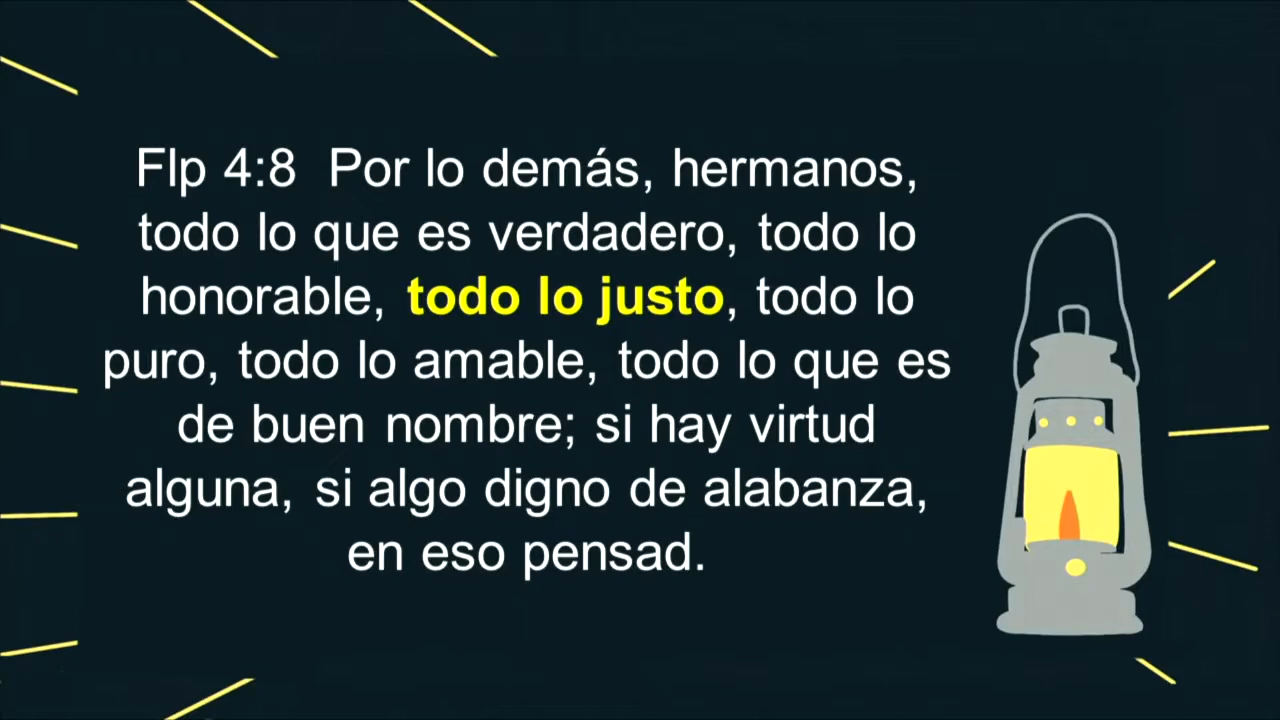 Flp 4:8  Por lo demás, hermanos,
todo lo que es verdadero, todo lo
honorable, todo lo justo, todo lo
puro, todo lo amable, todo lo que es
de buen nombre; si hay virtud
alguna, si algo digno de alabanza,
en eso pensad.